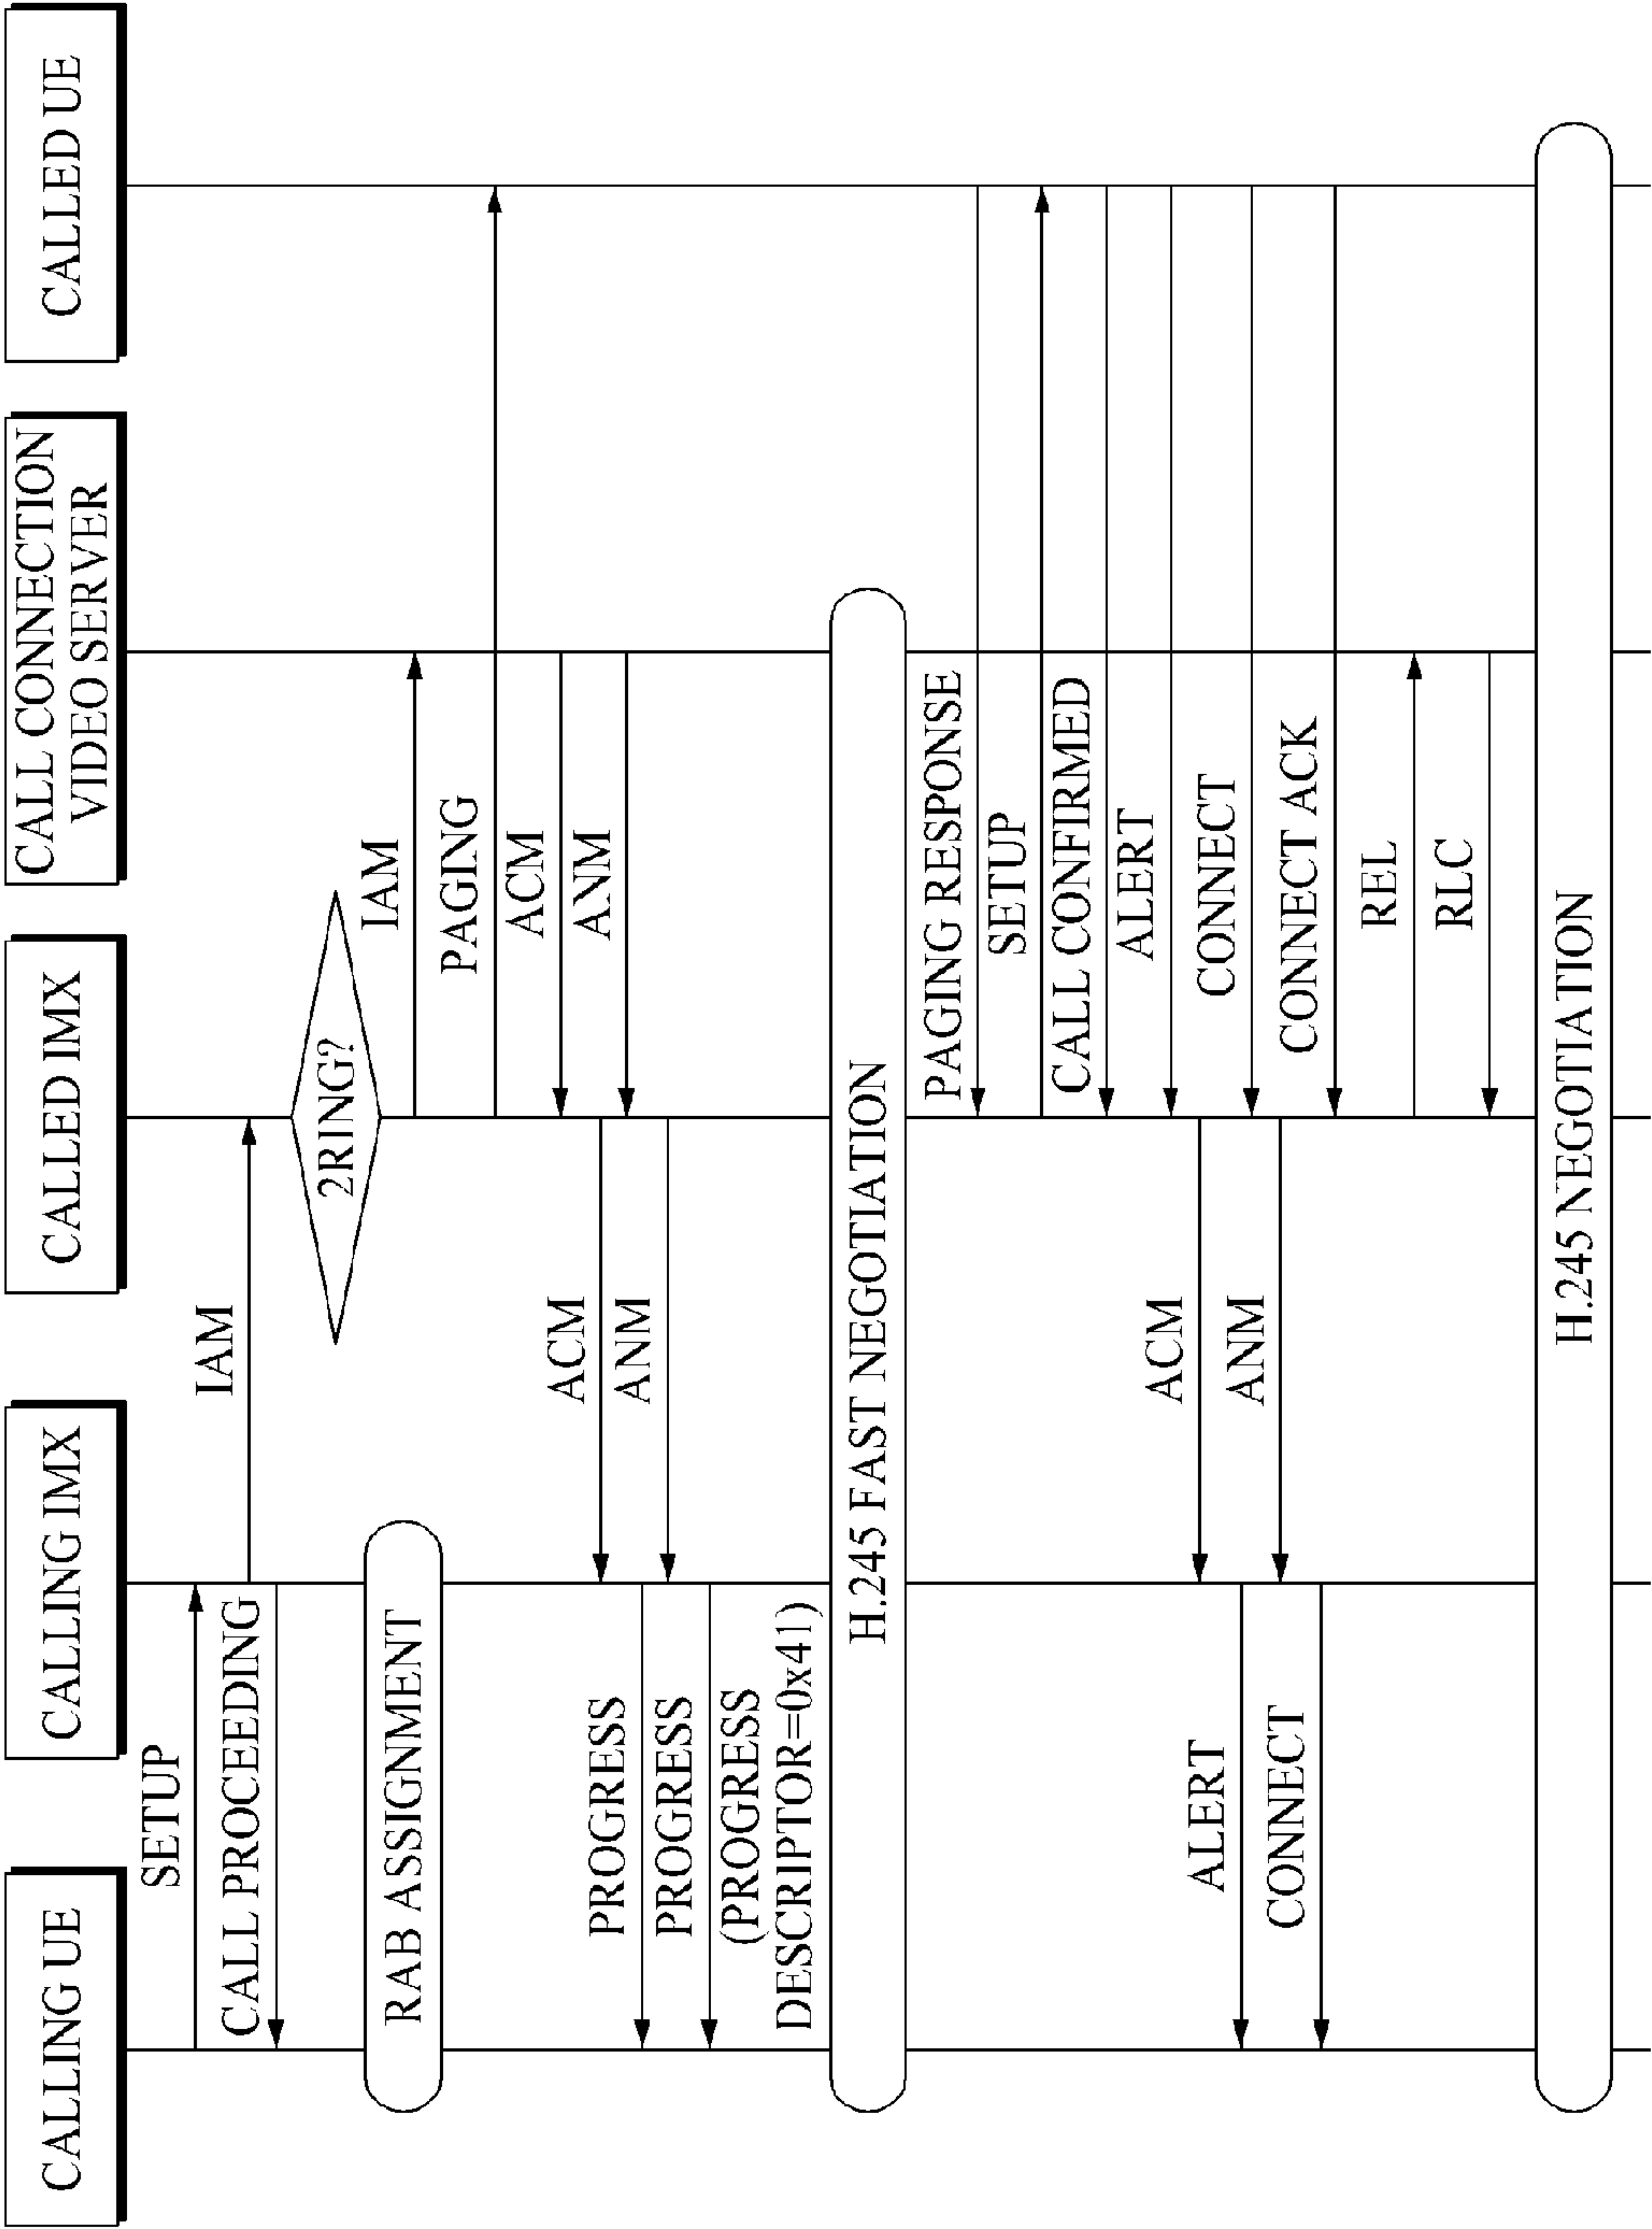 CALLING UE
CALLING IMX
CALLED IMX
CALL CONNECTION
VIDEO SERVER
CALLED UE
SETUP
IAM
CALL PROCEEDING
2RING?
RAB ASSIGNMENT
IAM
PAGING
ACM
ACM
ANM
PROGRESS
ANM
PROGRESS
(PROGRESS
DESCRIPTOR=0x41)
H.245 FAST NEGOTIATION
PAGING RESPONSE
SETUP
CALL CONFIRMED
ALERT
ACM
ALERT
CONNECT
ANM
CONNECT
CONNECT ACK
REL
RLC
H.245 NEGOTIATION